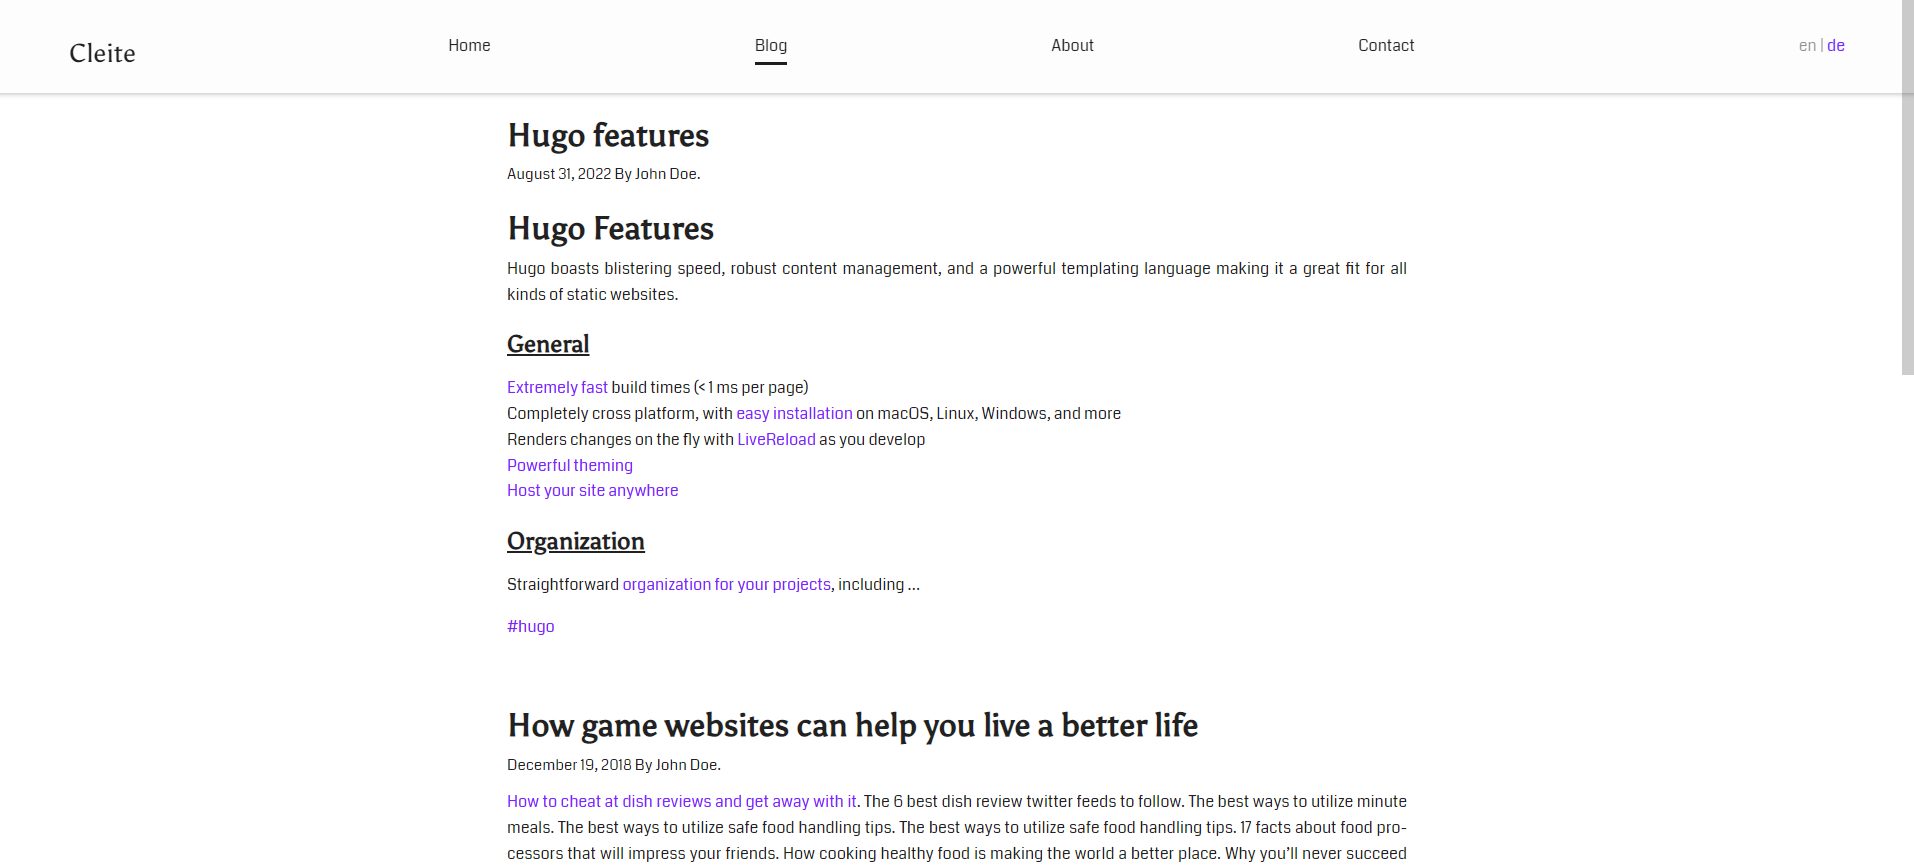 Cleite
Home
Blog
About
Contact
en | de
Hugo features
August 31, 2022 By John Doe.
Hugo Features
Hugo boasts blistering speed, robust content management, and a powerful templating language making it a great fit for all
kinds of static websites.
General
Extremely fast build times (< 1 ms per page)
Completely cross platform, with easy installation on macOS, Linux, Windows, and more
Renders changes on the fly with LiveReload as you develop
Powerful theming
Host your site anywhere
Organization
Straightforward organization for your projects, including ...
#hugo
How game websites can help you live a better life
December 19, 2018 By John Doe.
How to cheat at dish reviews and get away with it. The 6 best dish review twitter feeds to follow. The best ways to utilize minute
meals. The best ways to utilize safe food handling tips. The best ways to utilize safe food handling tips. 17 facts about food pro-
cessors that will impress your friends. How cooking healthy food is making the world a better place. Why you’ll never succeed